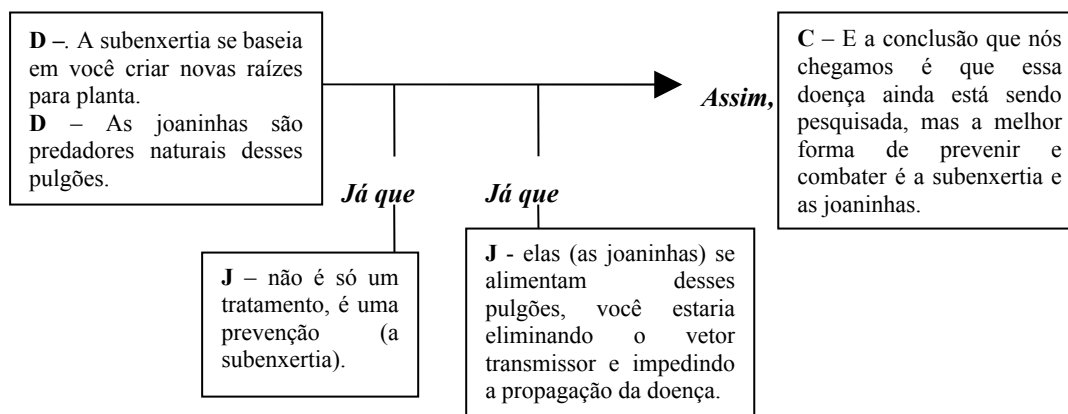 D –. A subenxertia se baseia
em você criar novas raízes
para planta.
D – As joaninhas são
predadores naturais desses
pulgões.
Já que
J – não é só um
tratamento, é uma
prevenção (a
subenxertia).
Já que
J - elas (as joaninhas) se
alimentam desses
pulgões, você estaria
eliminando o vetor
transmissor e impedindo
a propagação da doença.
Assim,
C – E a conclusão que nós
chegamos é que essa
doença ainda está sendo
pesquisada, mas a melhor
forma de prevenir e
combater é a subenxertia e
as joaninhas.